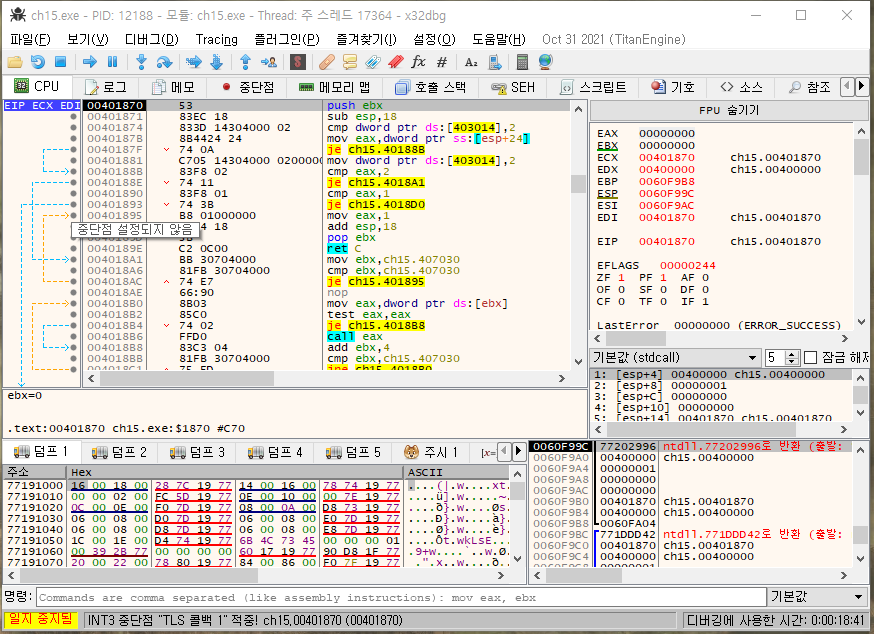 ch15.exe - PID: 12188 - 모듈: ch15.exe - Thread: 주 스레드 17364 - x32dbg
파일(F) 보기(V) 디버그(D) Tracing 플러그인(P) 즐겨찾기(I) 설정(O) 도움말(H) Oct 31 2021 (TitanEngine)
CPU 로그 메모 중단점 메모리 맵 호출 스택 SEH 스크립트 기호 소스 참조
EIP ECX EDI
00401870 53 push ebx
00401871 83EC 18 sub esp,18
00401874 833D 14304000 02 cmp dword ptr ds:[403014],2
8B4424 24 mov eax,dword ptr ss:[esp+24]
0040187F 74 0A je ch15.40188B
C705 14304000 0200000 mov dword ptr ds:[403014],2
0040188B 83F8 02 cmp eax,2
0040188E 74 11 je ch15.4018A1
00401890 83F8 01 cmp eax,1
00401893 74 3B je ch15.4018D0
00401895 B8 01000000 mov eax,1
중단점 설정되지 않음 4 18 add esp,18
pop ebx
0040189E C2 0C00 ret C
004018A1 BB 30704000 mov ebx,ch15.407030
004018A6 81FB 30704000 cmp ebx,ch15.407030
004018AC 74 E7 je ch15.401895
004018AE 66:90 nop
004018B0 8B03 mov eax,dword ptr ds:[ebx]
004018B2 85C0 test eax,eax
004018B4 74 02 je ch15.4018B8
004018B6 FFD0 call eax
004018B8 83C3 04 add ebx,4
004018BB 81FB 30704000 cmp ebx,ch15.407030
ebx=0
.text:00401870 ch15.exe:$1870 #C70
FPU 숨기기
EAX 00000000
EBX 00000000
ECX 00401870 ch15.00401870
EDX 00400000 ch15.00400000
EBP 0060F9B8
ESP 0060F99C
ESI 0060F9AC
EDI 00401870 ch15.00401870
EIP 00401870 ch15.00401870
EFLAGS 00000244
ZF 1 PF 1 AF 0
OF 0 SF 0 DF 0
CF 0 TF 0 IF 1
LastError 00000000 (ERROR_SUCCESS)
기본값 (stdcall) 5 잠금 해제
1: [esp+4] 00400000 ch15.00400000
2: [esp+8] 00000001
3: [esp+C] 00000000
4: [esp+10] 00000000
5: [esp+14] 00401870 ch15.00401870
덤프 1 덤프 2 덤프 3 덤프 4 덤프 5 주시 1 [x=
주소 Hex ASCII
77191000 16 00 18 00 28 7C 19 77 14 00 16 00 78 74 19 77 ....(|.w....xt.
77191010 00 00 02 00 FC 5D 19 77 0E 00 10 00 00 7E 19 77
77191020 0C 00 0E 00 F0 7D 19 77 08 00 0A 00 D8 73 19 77
77191030 06 00 08 00 E0 7D 19 77 06 00 08 00 E0 7D 19 77
77191040 06 00 08 00 D8 7D 19 77 06 00 08 00 E8 7D 19 77
77191050 1C 00 1E 00 D4 74 19 77 6B 4C 73 45 00 00 00 01
77191060 00 39 2B 77 00 00 00 00 60 17 19 77 90 D8 1F 77
77191070 20 00 22 00 78 80 19 77 84 00 86 00 F0 7F 19 77
0060F99C 77202996 ntdll.77202996로 반환 (출발:
0060F9A0 00400000 ch15.00400000
0060F9A4 00000001
0060F9A8 00000000
0060F9AC 00000000
0060F9B0 00401870 ch15.00401870
0060F9B4 00400000 ch15.00400000
0060F9B8 0060FA04
0060F9BC 771DDD42 ntdll.771DDD42로 반환 (출발:
0060F9C0 00401870 ch15.00401870
0060F9C4 00400000 ch15.00400000
명령: Commands are comma separated (like assembly instructions): mov eax, ebx 기본값
일지 중지됨 INT3 중단점 "TLS 콜백 1" 적중! ch15,00401870 (00401870) 디버깅에 사용한 시간: 0:00:18:41